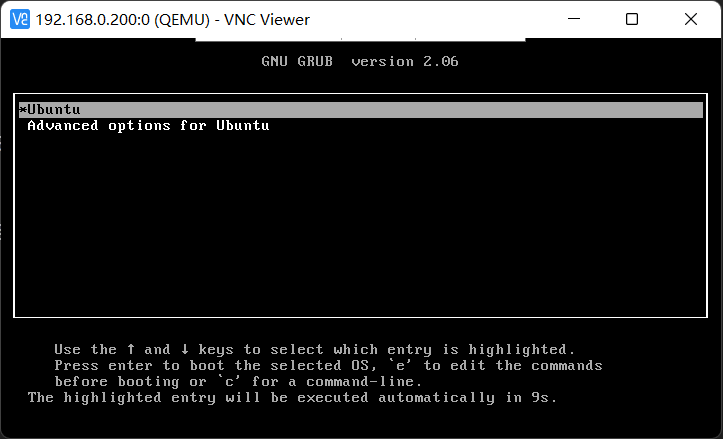 192.168.0.200:0 (QEMU) - VNC Viewer
GNU GRUB  version 2.06
*Ubuntu
Advanced options for Ubuntu
Use the ↑ and ↓ keys to select which entry is highlighted.
Press enter to boot the selected OS, `e' to edit the commands
before booting or `c' for a command-line.
The highlighted entry will be executed automatically in 9s.